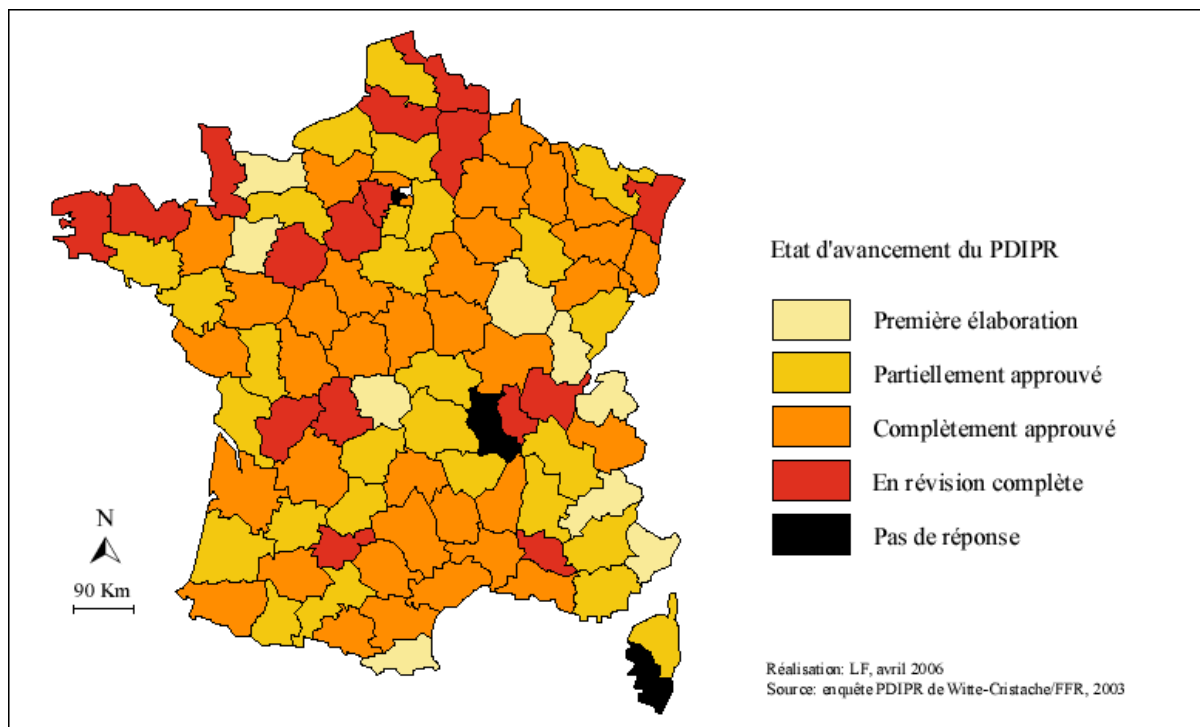 Etat d'avancement du PDIPR
Première élaboration
Partiellement approuvé
Complètement approuvé
En révision complète
Pas de réponse
N
90 Km
Réalisation: LF, avril 2006
Source: enquête PDIPR de Witte-Cristache/FFR, 2003